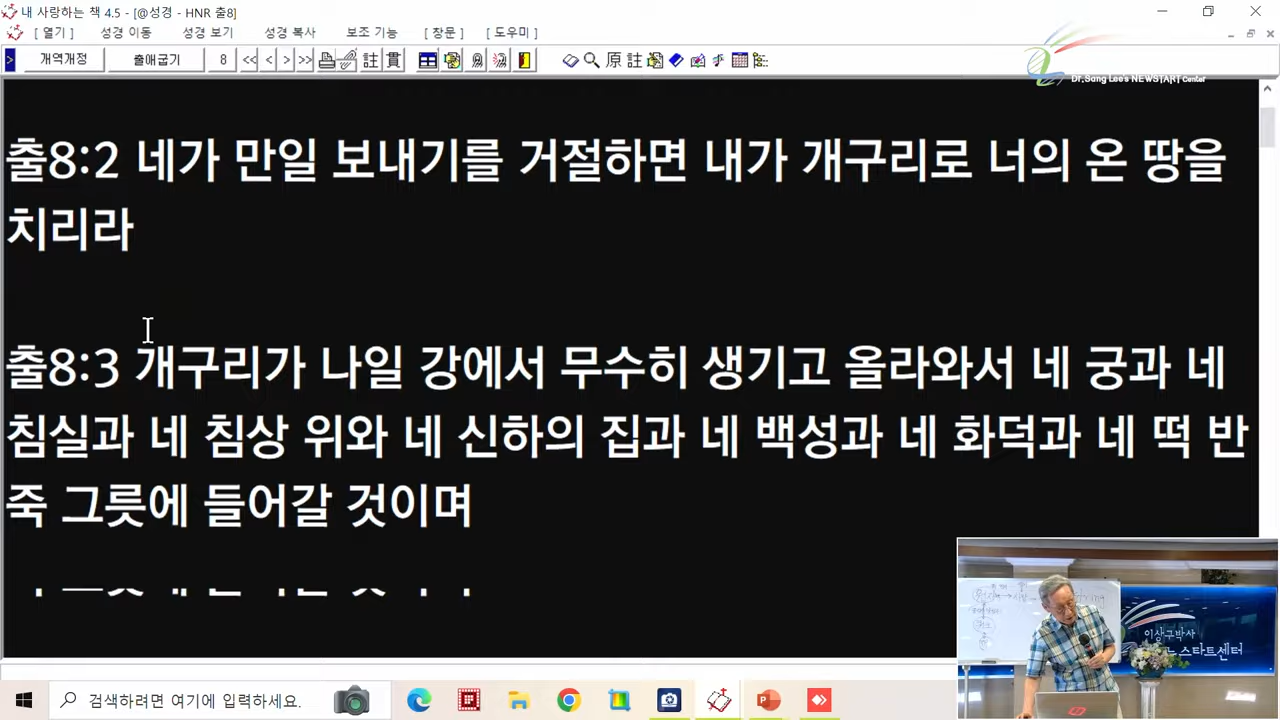 내 사랑하는 책 4.5 - [@성경 - HNR 출8]
[ 열기 ] 성경 이동 성경 보기 성경 복사 보조 기능 [ 창문 ] [ 도우미 ]
개역개정 출애굽기 8 << < > >> 註 貫 原 註
Dr.Sang Lee's NEWSTART Center
출8:2 네가 만일 보내기를 거절하면 내가 개구리로 너의 온 땅을
치리라
출8:3 개구리가 나일 강에서 무수히 생기고 올라와서 네 궁과 네
침실과 네 침상 위와 네 신하의 집과 네 백성과 네 화덕과 네 떡 반
죽 그릇에 들어갈 것이며
이상구박사
뉴스타트센터
검색하려면 여기에 입력하세요.